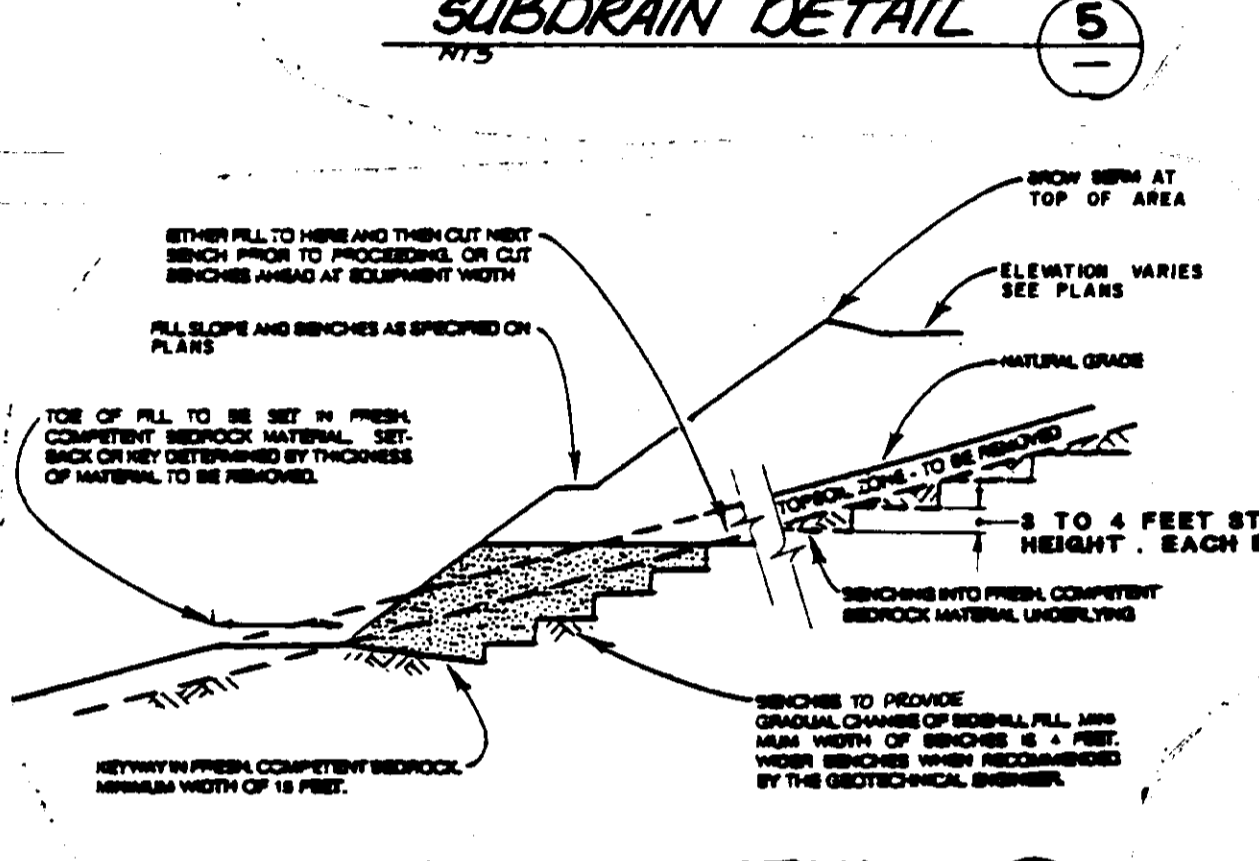 SUBDRAIN DETAIL
NTS
5
BROW BERM AT
TOP OF AREA
EITHER FILL TO HERE AND THEN CUT NEXT
BENCH PRIOR TO PROCEEDING, OR CUT
BENCHES AHEAD AT EQUIPMENT WIDTH
ELEVATION VARIES
SEE PLANS
FILL SLOPE AND BENCHES AS SPECIFIED ON
PLANS
NATURAL GRADE
TOE OF FILL TO BE SET IN FRESH,
COMPETENT BEDROCK MATERIAL. SET-
BACK OR KEY DETERMINED BY THICKNESS
OF MATERIAL TO BE REMOVED.
TOPSOIL ZONE - TO BE REMOVED
3 TO 4 FEET
HEIGHT. EACH
BENCHING INTO FRESH, COMPETENT
BEDROCK MATERIAL UNDERLYING
BENCHES TO PROVIDE
GRADUAL CHANGE OF SIDEHILL FILL. MINI-
MUM WIDTH OF BENCHES IS 4 FEET.
WIDER BENCHES WHEN RECOMMENDED
BY THE GEOTECHNICAL ENGINEER.
KEYWAY IN FRESH, COMPETENT BEDROCK.
MINIMUM WIDTH OF 15 FEET.